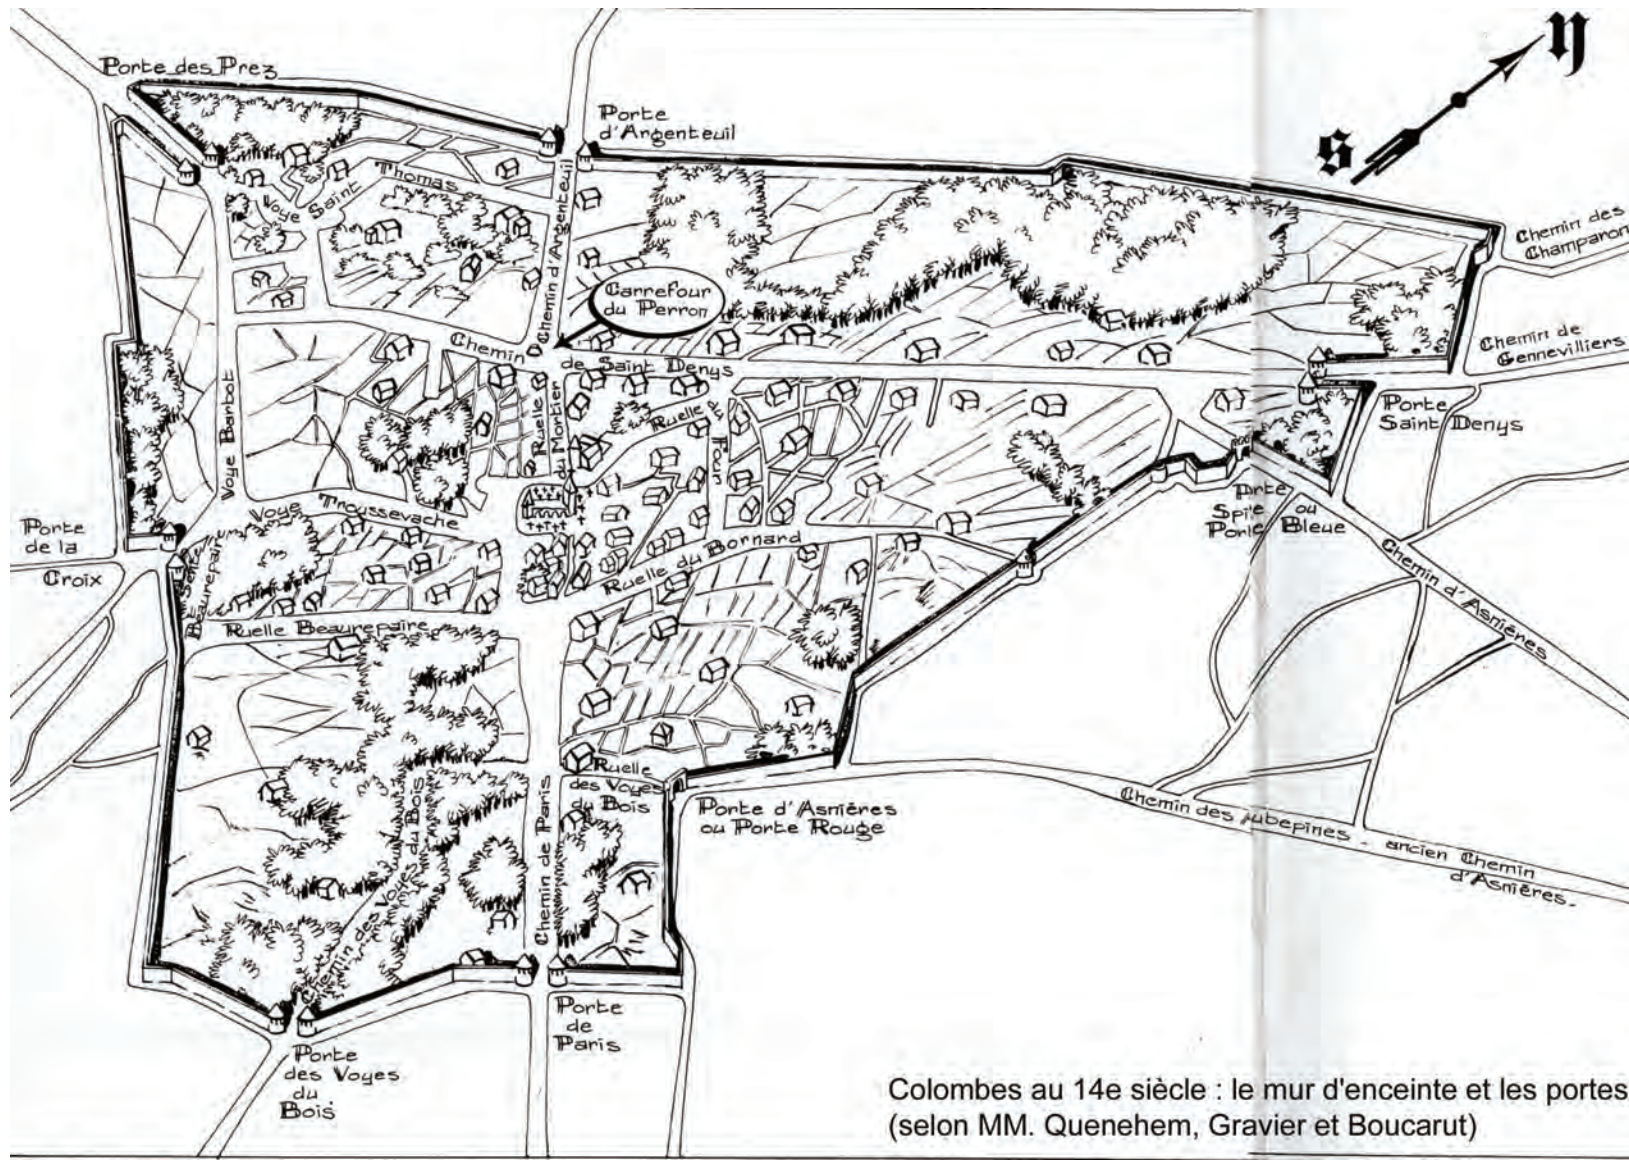 Porte des Prez
Porte
d'Argenteuil
N
S
Voye Saint
Thomas
Chemin d'Argenteuil
Carrefour
du Perron
Chemin des
Champaron
Chemin de
Gennevilliers
Chemin
de Saint Denys
Porte
Saint Denys
Voye Barbot
Ruelle
du Mortier
Ruelle du
Voye
Troussevache
Porte
de la
Croix
Sente
Beaurepaire
Ruelle Beaurepaire
Ruelle du Bornard
Porte
ou
Porte Bleue
Chemin d'Asnières
Ruelle
des Voyes
du Bois
Porte d'Asnières
ou Porte Rouge
Chemin de Paris
Chemin des Voyes du Bois
Chemin des Aubepines - ancien Chemin
d'Asnières.
Porte
de
Paris
Porte
des Voyes
du
Bois
Colombes au 14e siècle : le mur d'enceinte et les portes
(selon MM. Quenehem, Gravier et Boucarut)